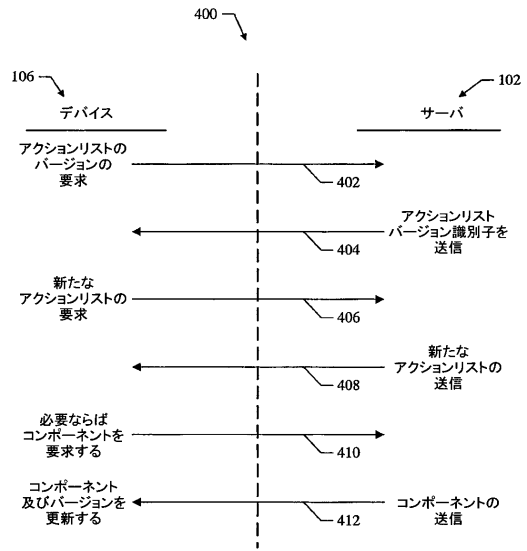 400
106
102
デバイス
サーバ
アクションリストの
バージョンの
要求
402
アクションリスト
バージョン識別子を
送信
404
新たな
アクションリストの
要求
406
新たな
アクションリストの
送信
408
必要ならば
コンポーネントを
要求する
410
コンポーネント
及びバージョンを
更新する
コンポーネントの
送信
412